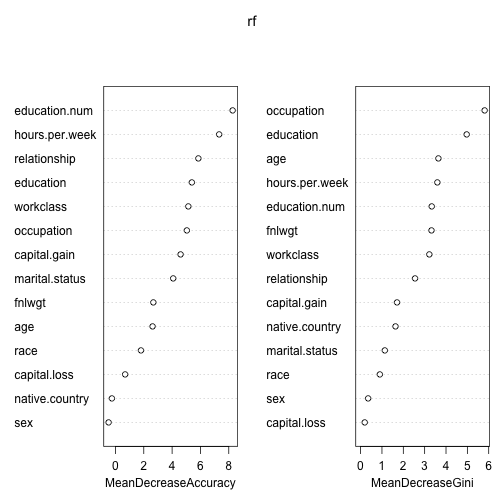 rf
education.num
hours.per.week
relationship
education
workclass
occupation
capital.gain
marital.status
fnlwgt
age
race
capital.loss
native.country
sex
0 2 4 6 8
MeanDecreaseAccuracy
occupation
education
age
hours.per.week
education.num
fnlwgt
workclass
relationship
capital.gain
native.country
marital.status
race
sex
capital.loss
0 1 2 3 4 5 6
MeanDecreaseGini